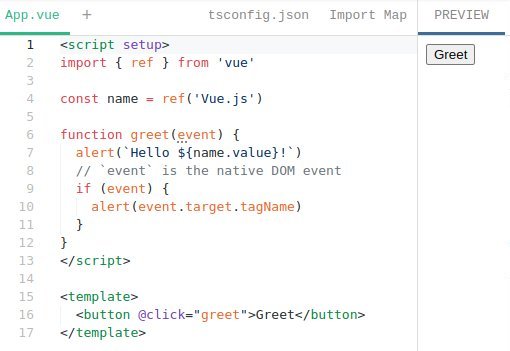 App.vue + tsconfig.json Import Map PREVIEW
1 <script setup>
2 import { ref } from 'vue'
3
4 const name = ref('Vue.js')
5
6 function greet(event) {
7   alert(`Hello ${name.value}!`)
8   // `event` is the native DOM event
9   if (event) {
10     alert(event.target.tagName)
11   }
12 }
13 </script>
14
15 <template>
16   <button @click="greet">Greet</button>
17 </template>
Greet